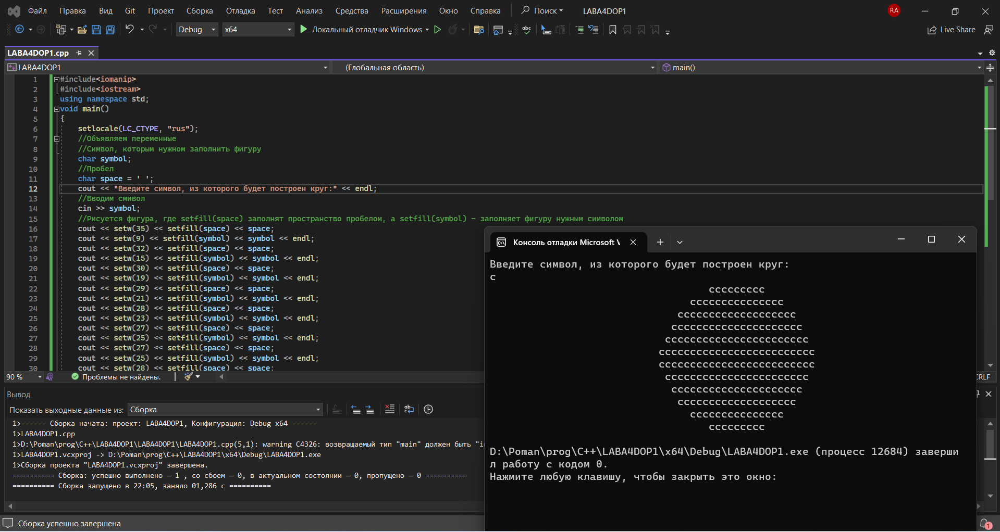 Файл Правка Вид Git Проект Сборка Отладка Тест Анализ Средства Расширения Окно Справка Поиск LABA4DOP1 RA
Debug x64 Локальный отладчик Windows Live Share
LABA4DOP1.cpp
LABA4DOP1 (Глобальная область) main()
1 #include<iomanip>
2 #include<iostream>
3 using namespace std;
4 void main()
5 {
6 setlocale(LC_CTYPE, "rus");
7 //Объявляем переменные
8 //Символ, которым нужном заполнить фигуру
9 char symbol;
10 //Пробел
11 char space = ' ';
12 cout << "Введите символ, из которого будет построен круг:" << endl;
13 //Вводим смивол
14 cin >> symbol;
15 //Рисуется фигура, где setfill(space) заполнят пространство пробелом, а setfill(symbol) - заполняет фигуру нужным символом
16 cout << setw(35) << setfill(space) << space;
17 cout << setw(9) << setfill(symbol) << symbol << endl;
18 cout << setw(32) << setfill(space) << space;
19 cout << setw(15) << setfill(symbol) << symbol << endl;
20 cout << setw(30) << setfill(space) << space;
21 cout << setw(19) << setfill(symbol) << symbol << endl;
22 cout << setw(29) << setfill(space) << space;
23 cout << setw(21) << setfill(symbol) << symbol << endl;
24 cout << setw(28) << setfill(space) << space;
25 cout << setw(23) << setfill(symbol) << symbol << endl;
26 cout << setw(27) << setfill(space) << space;
27 cout << setw(25) << setfill(symbol) << symbol << endl;
28 cout << setw(27) << setfill(space) << space;
29 cout << setw(25) << setfill(symbol) << symbol << endl;
30 cout << setw(28) << setfill(space) << space;
90 % Проблемы не найдены. CRLF
Вывод
Показать выходные данные из: Сборка
1>------ Сборка начата: проект: LABA4DOP1, Конфигурация: Debug x64 ------
1>LABA4DOP1.cpp
1>D:\Poman\prog\C++\LABA4DOP1\LABA4DOP1\LABA4DOP1.cpp(5,1): warning C4326: возвращаемый тип "main" должен быть "i
1>LABA4DOP1.vcxproj -> D:\Poman\prog\C++\LABA4DOP1\x64\Debug\LABA4DOP1.exe
1>Сборка проекта "LABA4DOP1.vcxproj" завершена.
========== Сборка: успешно выполнено — 1 , со сбоем — 0, в актуальном состоянии — 0, пропущено — 0 ==========
========== Сборка запущено в 22:05, заняло 01,286 с ==========
Сборка успешно завершена
1
Консоль отладки Microsoft V
Введите символ, из которого будет построен круг:
c
ccccccccc
ccccccccccccccc
ccccccccccccccccccc
ccccccccccccccccccccc
ccccccccccccccccccccccc
ccccccccccccccccccccccccc
ccccccccccccccccccccccccc
ccccccccccccccccccccccc
ccccccccccccccccccccc
ccccccccccccccccccc
ccccccccccccccc
ccccccccc
D:\Poman\prog\C++\LABA4DOP1\x64\Debug\LABA4DOP1.exe (процесс 12684) заверши
л работу с кодом 0.
Нажмите любую клавишу, чтобы закрыть это окно: